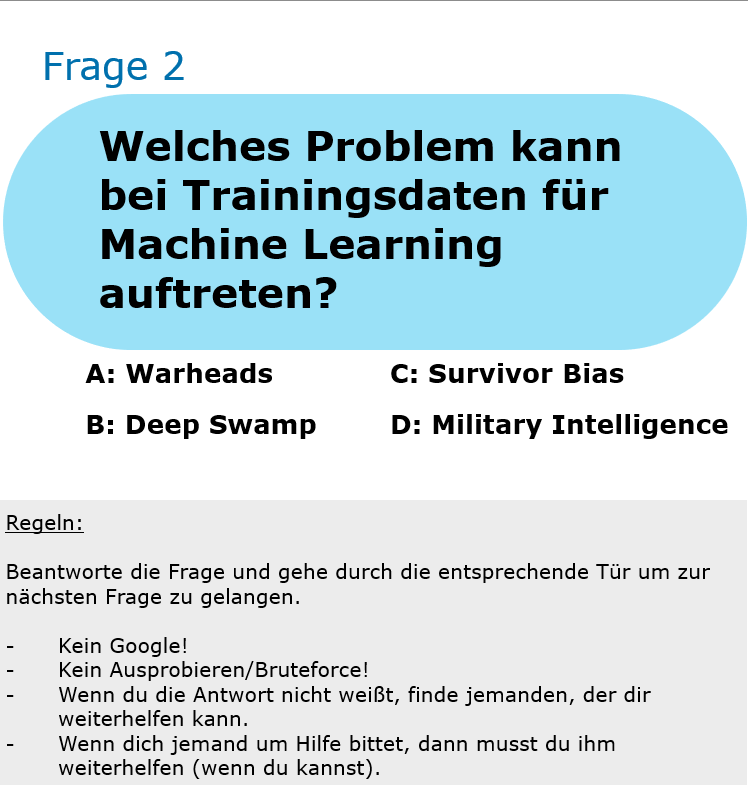 Frage 2
Welches Problem kann
bei Trainingsdaten für
Machine Learning
auftreten?
A: Warheads
C: Survivor Bias
B: Deep Swamp
D: Military Intelligence
Regeln:
Beantworte die Frage und gehe durch die entsprechende Tür um zur
nächsten Frage zu gelangen.
- Kein Google!
- Kein Ausprobieren/Bruteforce!
- Wenn du die Antwort nicht weißt, finde jemanden, der dir
weiterhelfen kann.
- Wenn dich jemand um Hilfe bittet, dann musst du ihm
weiterhelfen (wenn du kannst).